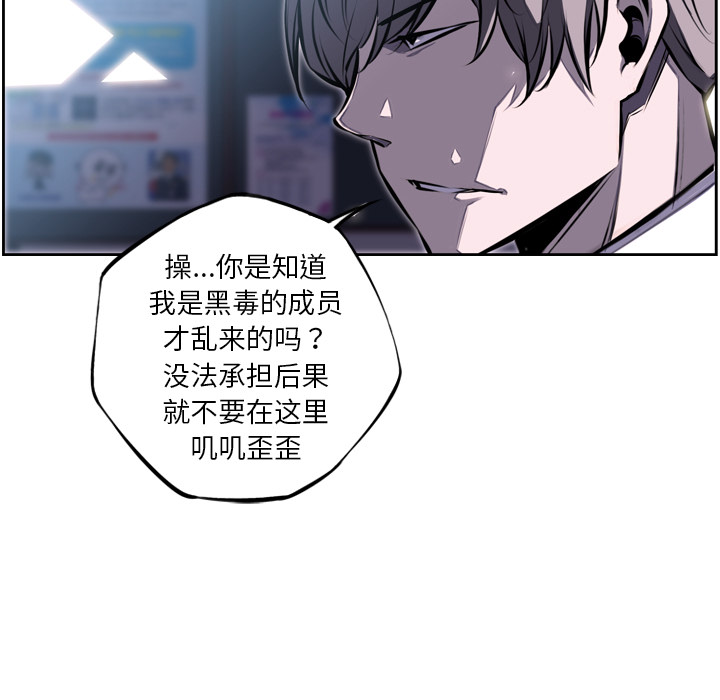 操...你是知道
我是黑毒的成员
才乱来的吗？
没法承担后果
就不要在这里
叽叽歪歪